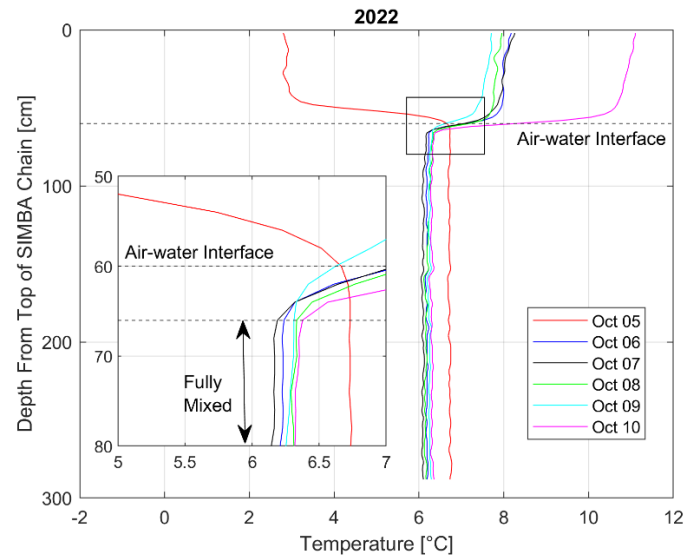 2022
Depth From Top of SIMBA Chain [cm]
0
100
200
300
Air-water Interface
50
60
70
80
Air-water Interface
Fully
Mixed
5
5.5
6
6.5
7
Oct 05
Oct 06
Oct 07
Oct 08
Oct 09
Oct 10
-2
0
2
4
6
8
10
12
Temperature [°C]